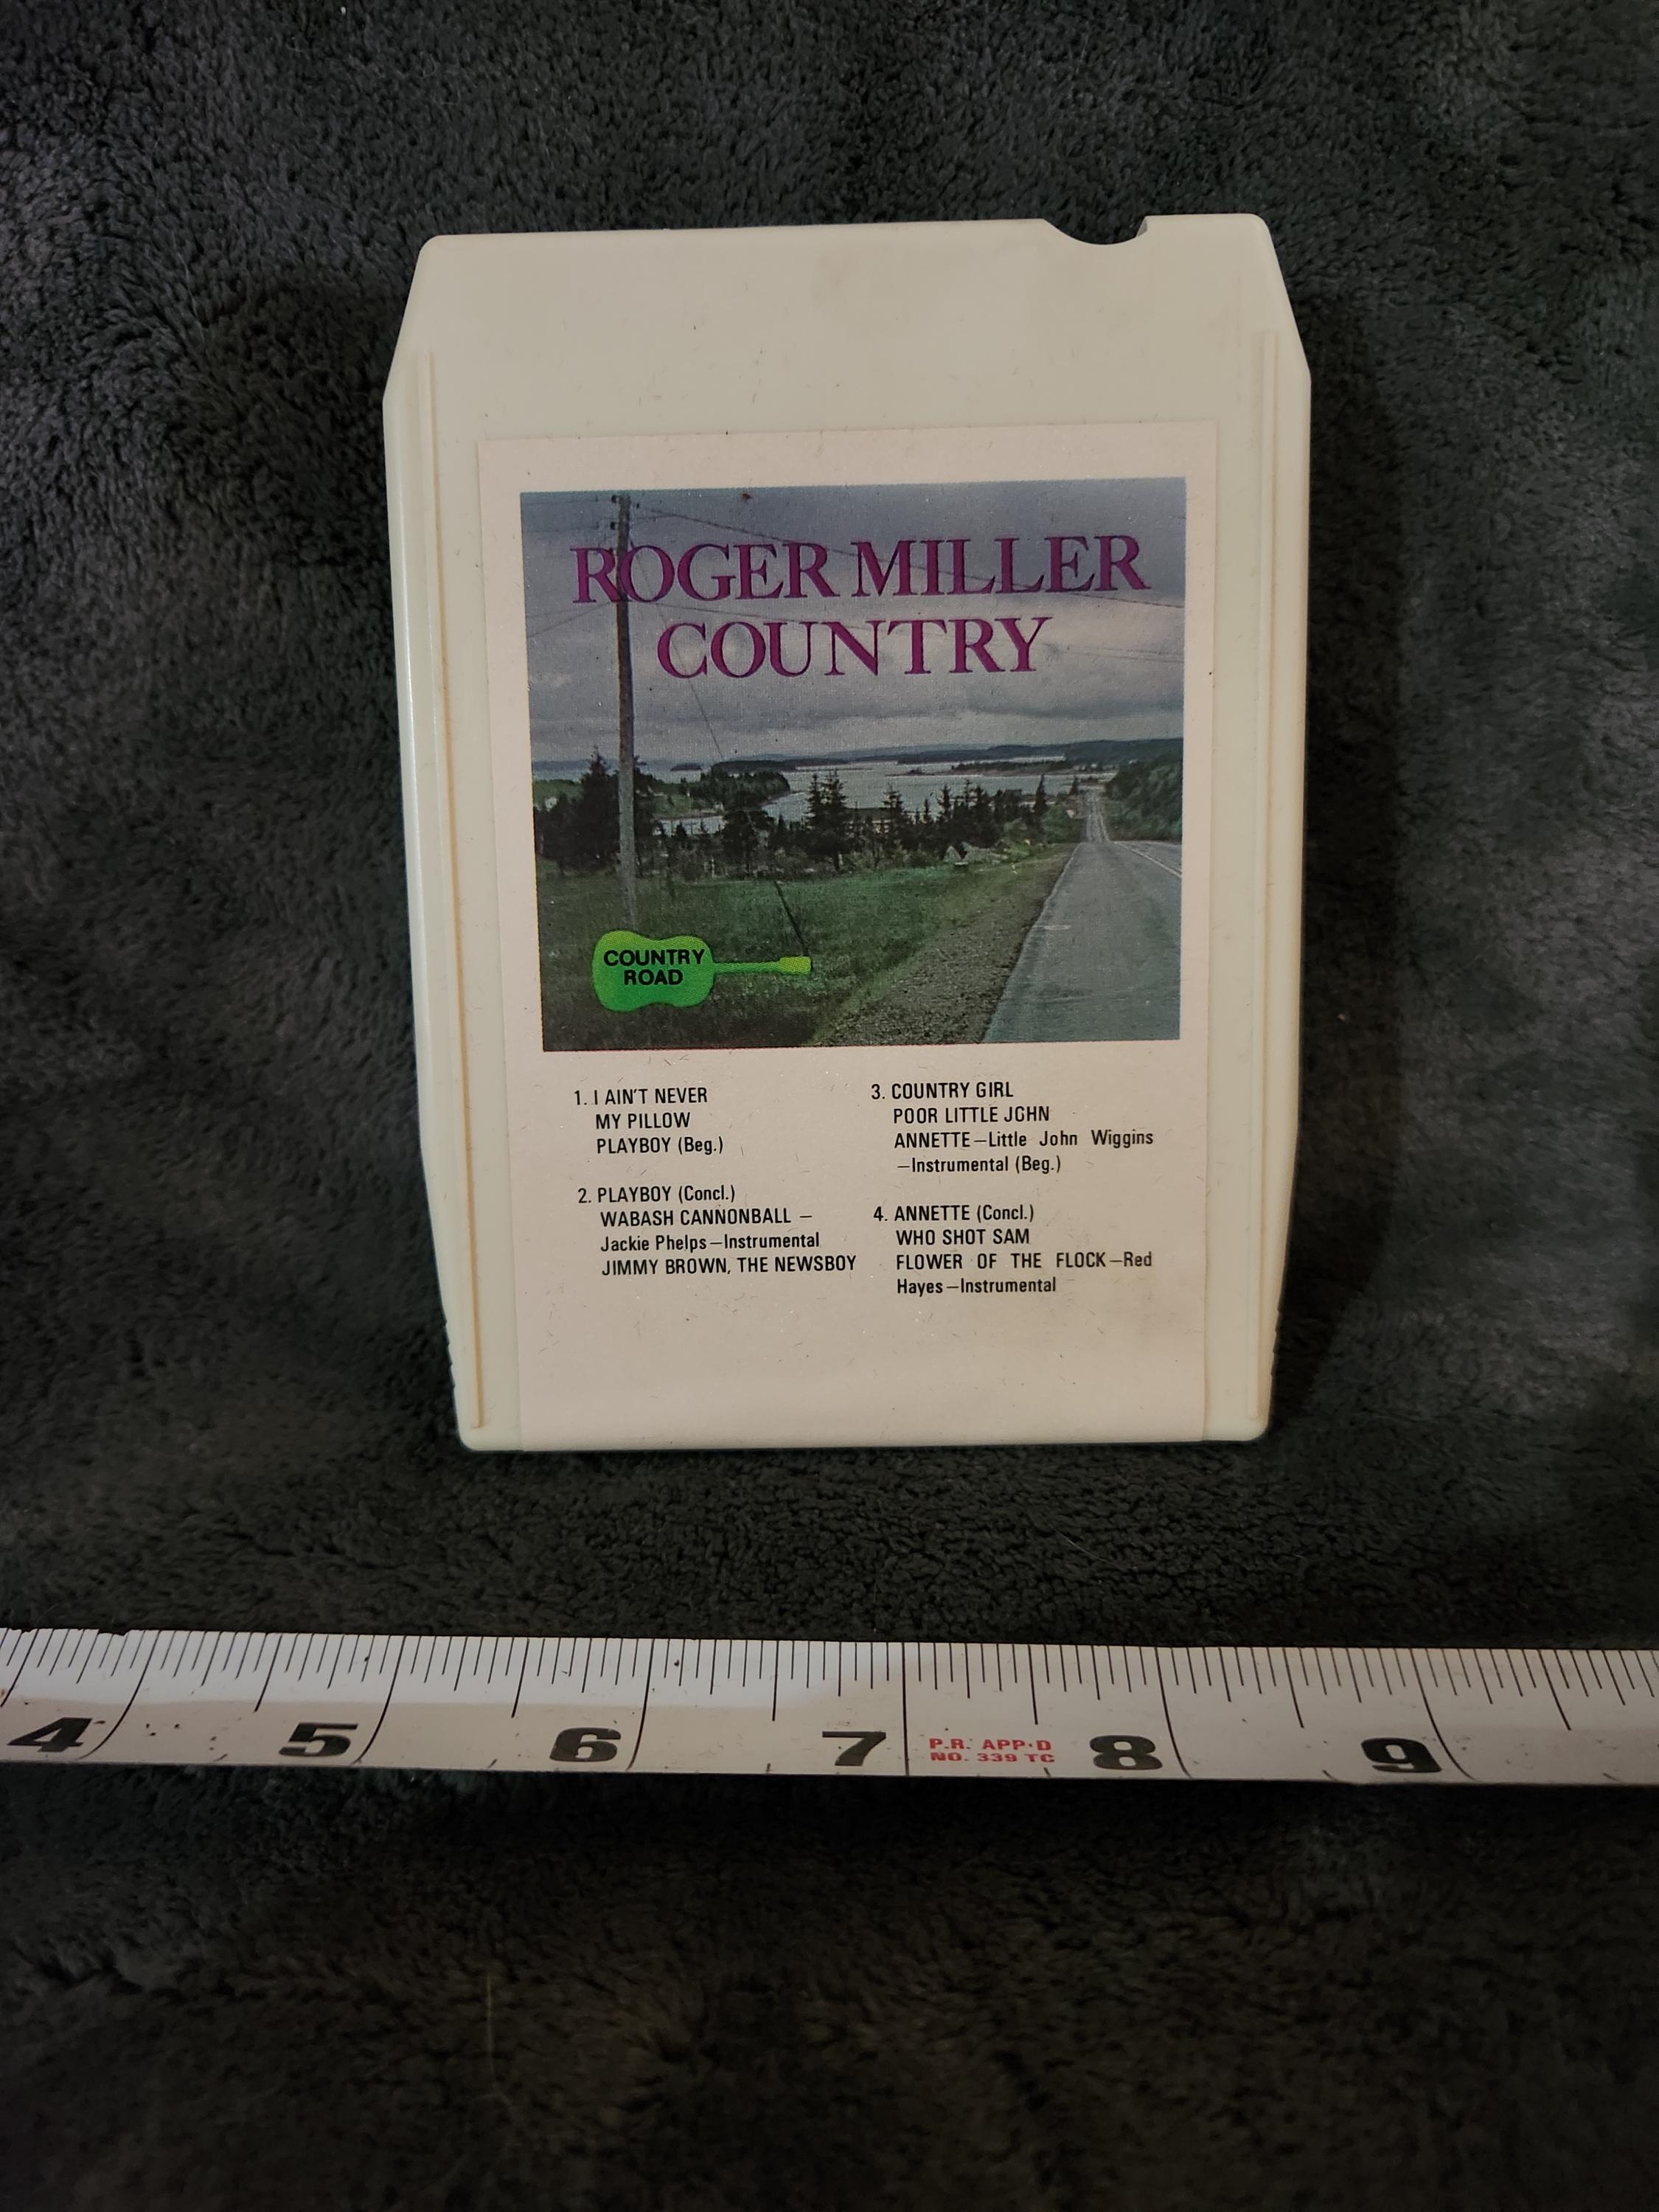 ROGER MILLER
COUNTRY
COUNTRY
ROAD
1. I AIN'T NEVER
MY PILLOW
PLAYBOY (Beg.)
2. PLAYBOY (Concl.)
WABASH CANNONBALL —
Jackie Phelps—Instrumental
JIMMY BROWN, THE NEWSBOY
3. COUNTRY GIRL
POOR LITTLE JOHN
ANNETTE—Little John Wiggins
—Instrumental (Beg.)
4. ANNETTE (Concl.)
WHO SHOT SAM
FLOWER OF THE FLOCK—Red
Hayes—Instrumental
4 5 6 7 8 9
P.R. APP·D
NO. 339 TC